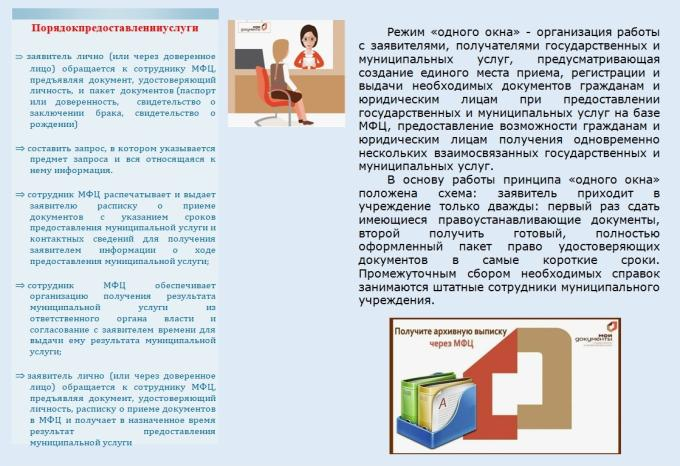 Порядокпредоставленниуслуги
⇒ заявитель лично (или через доверенное
лицо) обращается к сотруднику МФЦ,
предъявляя документ, удостоверяющий
личность, и пакет документов (паспорт
или доверенность, свидетельство о
заключении брака, свидетельство о
рождении)
⇒ составить запрос, в котором указывается
предмет запроса и вся относящаяся к
нему информация.
⇒ сотрудник МФЦ распечатывает и выдает
заявителю расписку о приеме
документов с указанием сроков
предоставления муниципальной услуги и
контактных сведений для получения
заявителем информации о ходе
предоставления муниципальной услуги;
⇒ сотрудник МФЦ обеспечивает
организацию получения результата
муниципальной услуги из
ответственного органа власти и
согласование с заявителем времени для
выдачи ему результата муниципальной
услуги;
⇒ заявитель лично (или через доверенное
лицо) обращается к сотруднику МФЦ,
предъявляя документ, удостоверяющий
личность, расписку о приеме документов
в МФЦ и получает в назначенное время
результат предоставления
муниципальной услуги
мои
документы
Режим «одного окна» - организация работы
с заявителями, получателями государственных и
муниципальных услуг, предусматривающая
создание единого места приема, регистрации и
выдачи необходимых документов гражданам и
юридическим лицам при предоставлении
государственных и муниципальных услуг на базе
МФЦ, предоставление возможности гражданам и
юридическим лицам получения одновременно
нескольких взаимосвязанных государственных и
муниципальных услуг.
В основу работы принципа «одного окна»
положена схема: заявитель приходит в
учреждение только дважды: первый раз сдать
имеющиеся правоустанавливающие документы,
второй получить готовый, полностью
оформленный пакет право удостоверяющих
документов в самые короткие сроки.
Промежуточным сбором необходимых справок
занимаются штатные сотрудники муниципального
учреждения.
Получите архивную выписку
через МФЦ
мои
документы
A